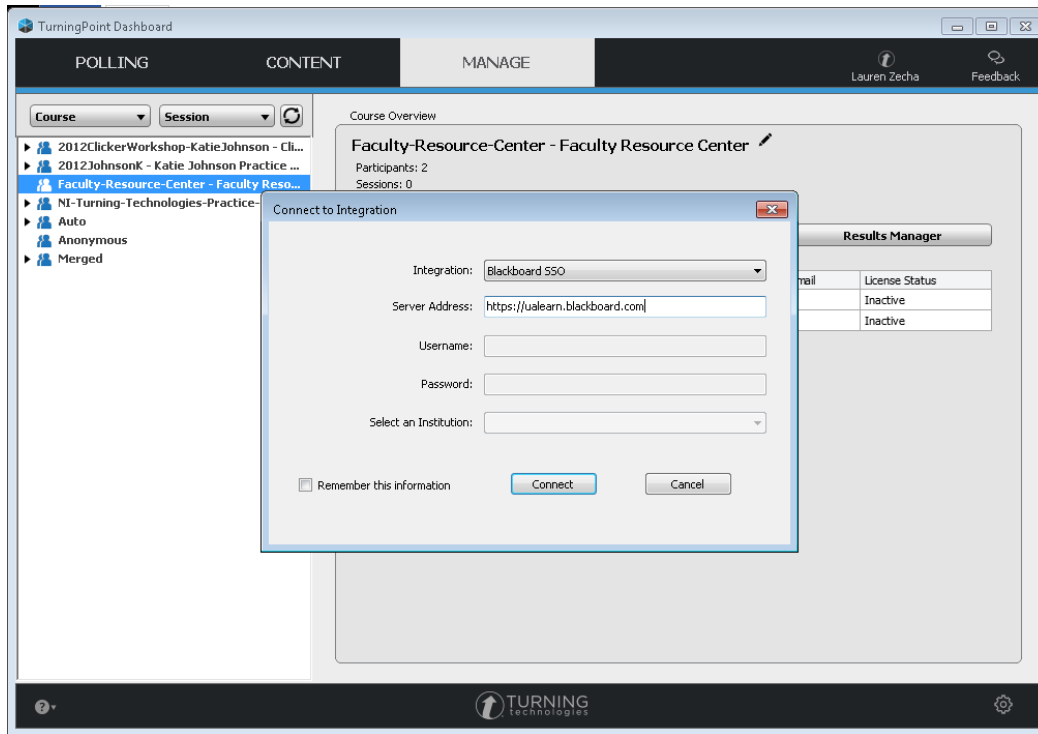 TurningPoint Dashboard
POLLING CONTENT MANAGE
Lauren Zecha Feedback
Course Session
2012ClickerWorkshop-KatieJohnson - Cli...
2012JohnsonK - Katie Johnson Practice ...
Faculty-Resource-Center - Faculty Reso...
NI-Turning-Technologies-Practice-
Auto
Anonymous
Merged
Course Overview
Faculty-Resource-Center - Faculty Resource Center
Participants: 2
Sessions: 0
Results Manager
mail License Status
Inactive
Inactive
Connect to Integration
Integration: Blackboard SSO
Server Address: https://ualearn.blackboard.com
Username:
Password:
Select an Institution:
Remember this information Connect Cancel
TURNING
technologies